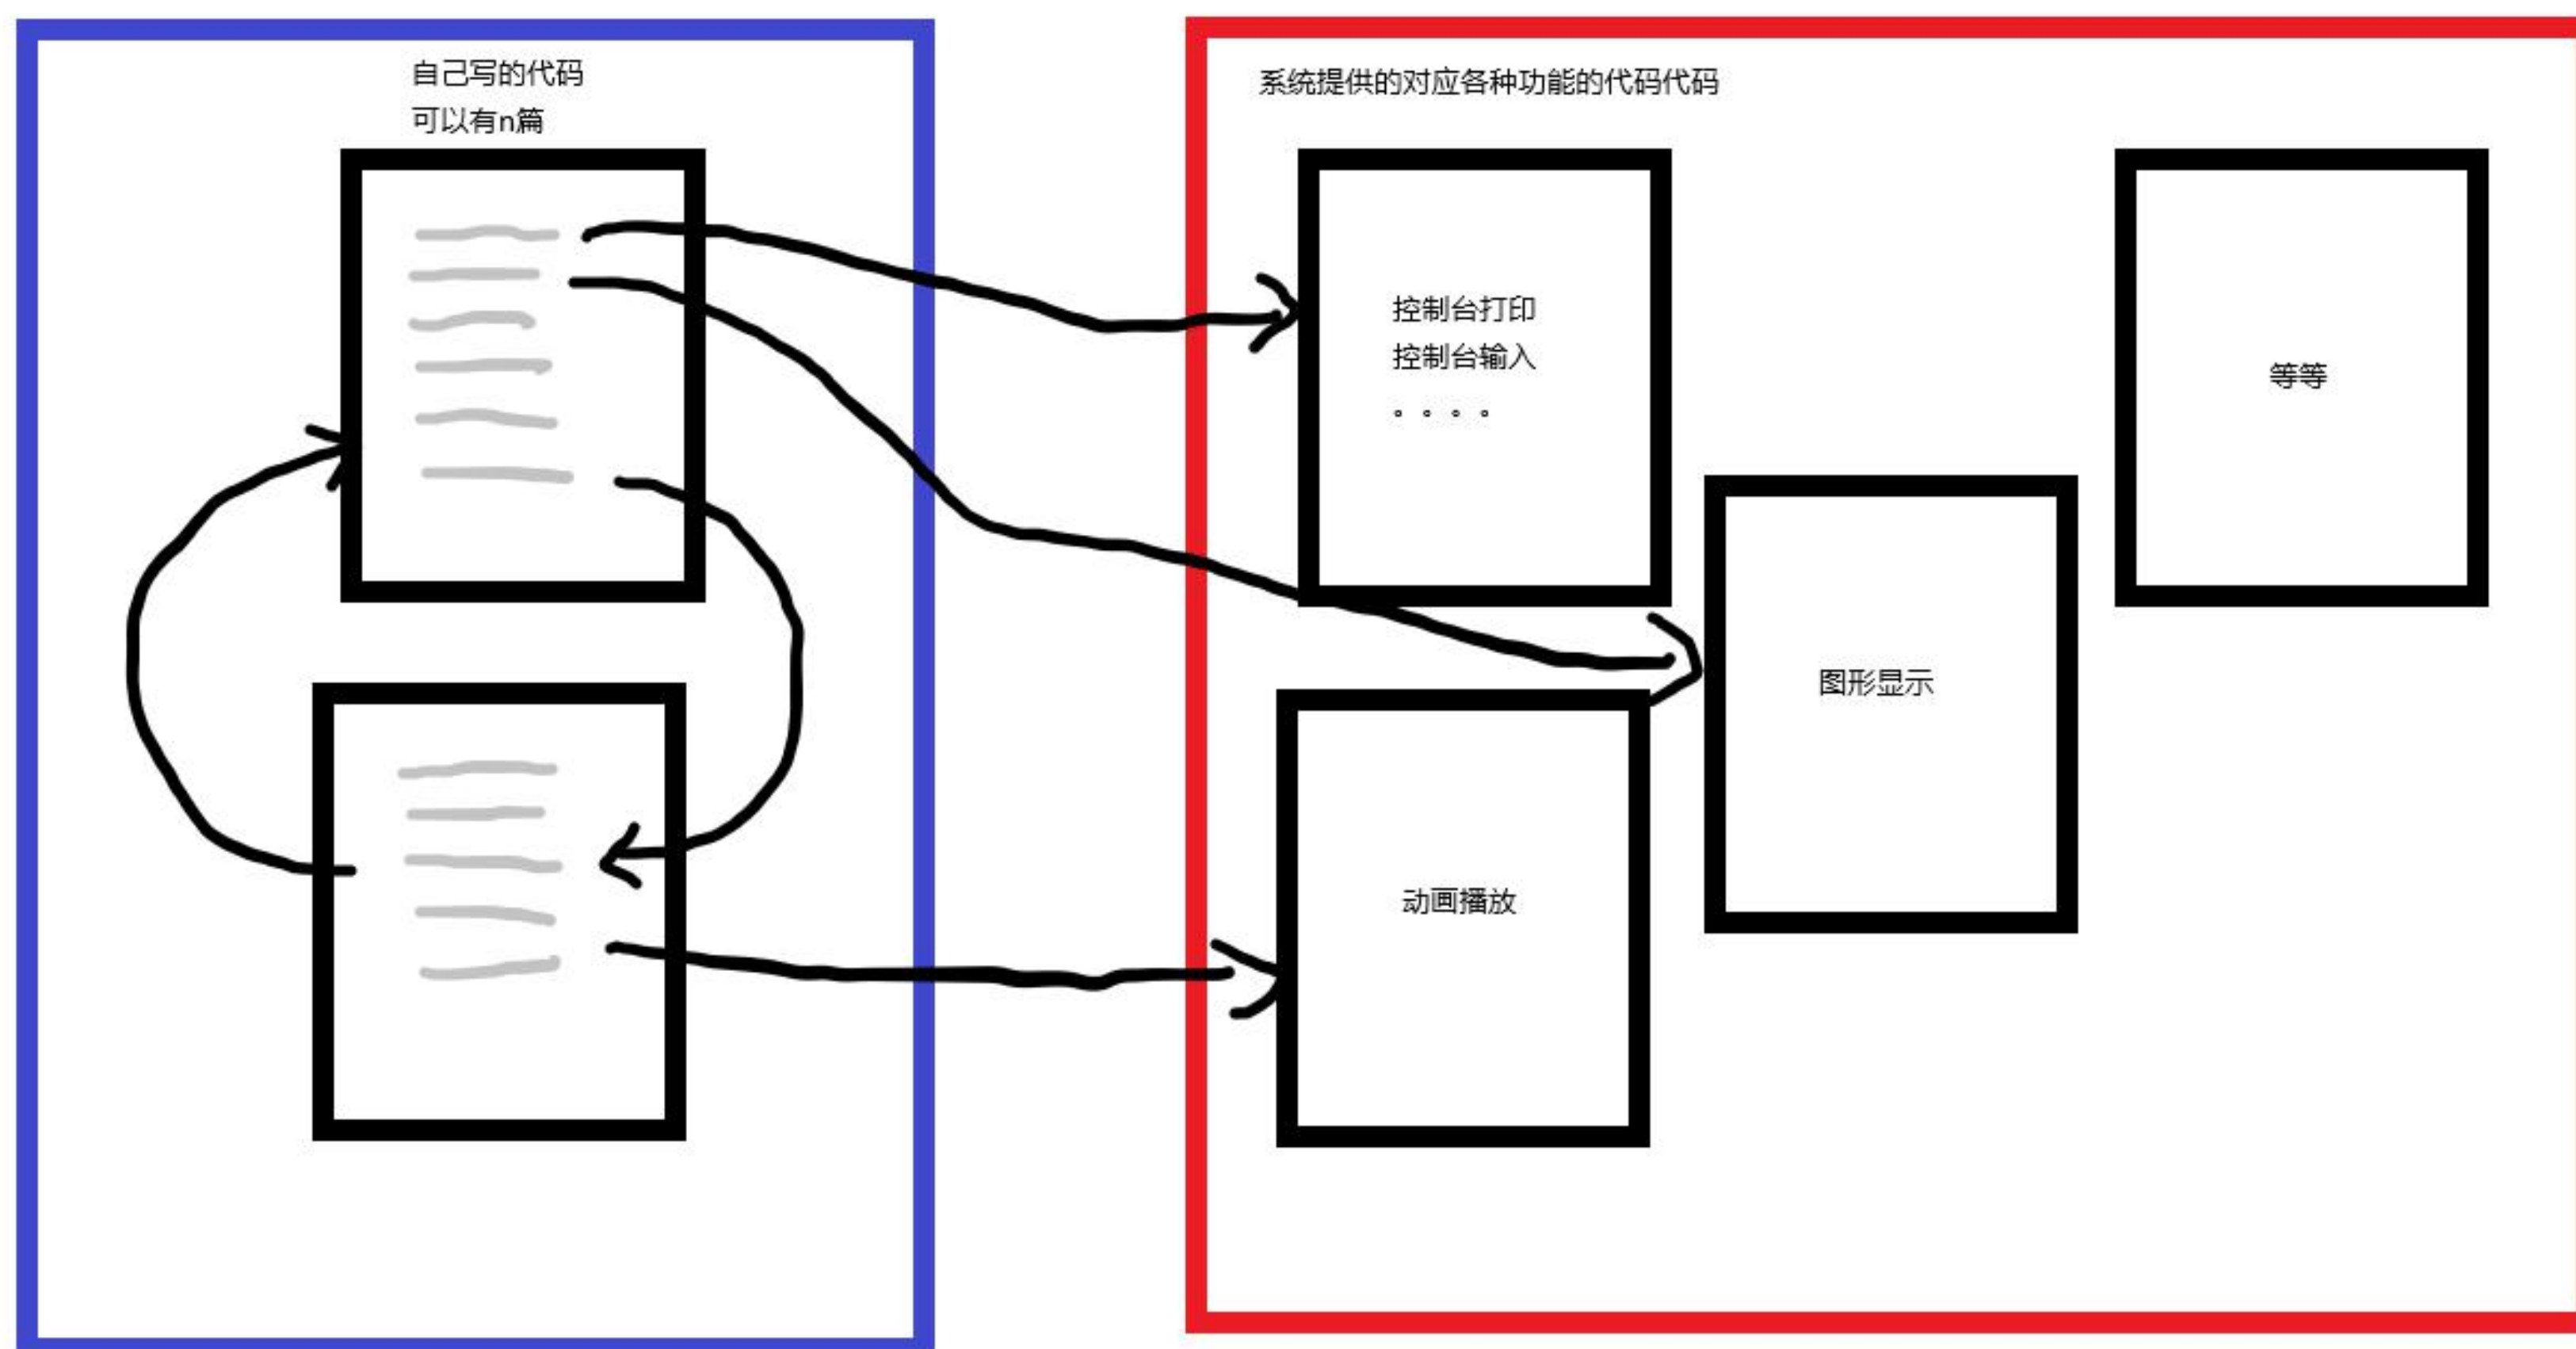 自己写的代码
可以有n篇
系统提供的对应各种功能的代码代码
控制台打印
控制台输入
。。。。
等等
图形显示
动画播放